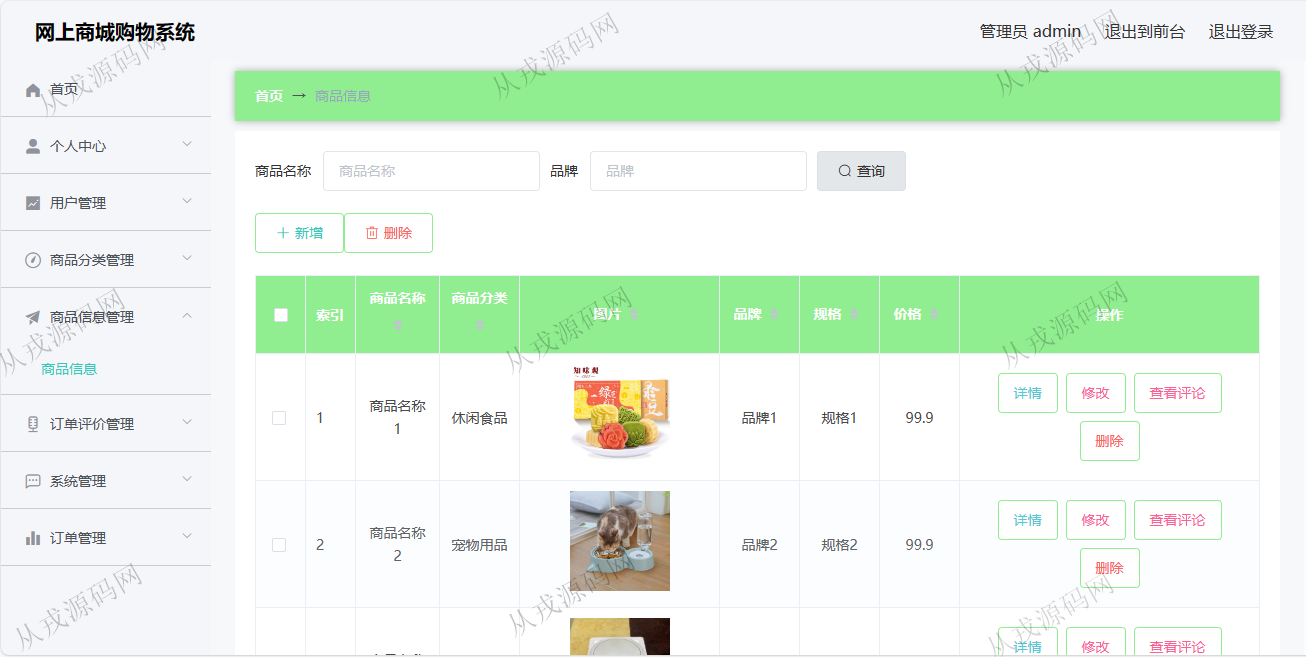 网上商城购物系统
管理员 admin 退出到前台 退出登录
首页
个人中心
用户管理
商品分类管理
商品信息管理
商品信息
订单评价管理
系统管理
订单管理
首页 → 商品信息
商品名称 商品名称 品牌 品牌 查询
新增 删除
索引 商品名称 商品分类 图片 品牌 规格 价格 操作
1 商品名称1 休闲食品 知味观 品牌1 规格1 99.9 详情 修改 查看评论
删除
2 商品名称2 宠物用品 品牌2 规格2 99.9 详情 修改 查看评论
删除
详情 修改 查看评论
从戎源码网
从戎源码网
从戎源码网
从戎源码网
从戎源码网
从戎源码网
从戎源码网
从戎源码网
从戎源码网